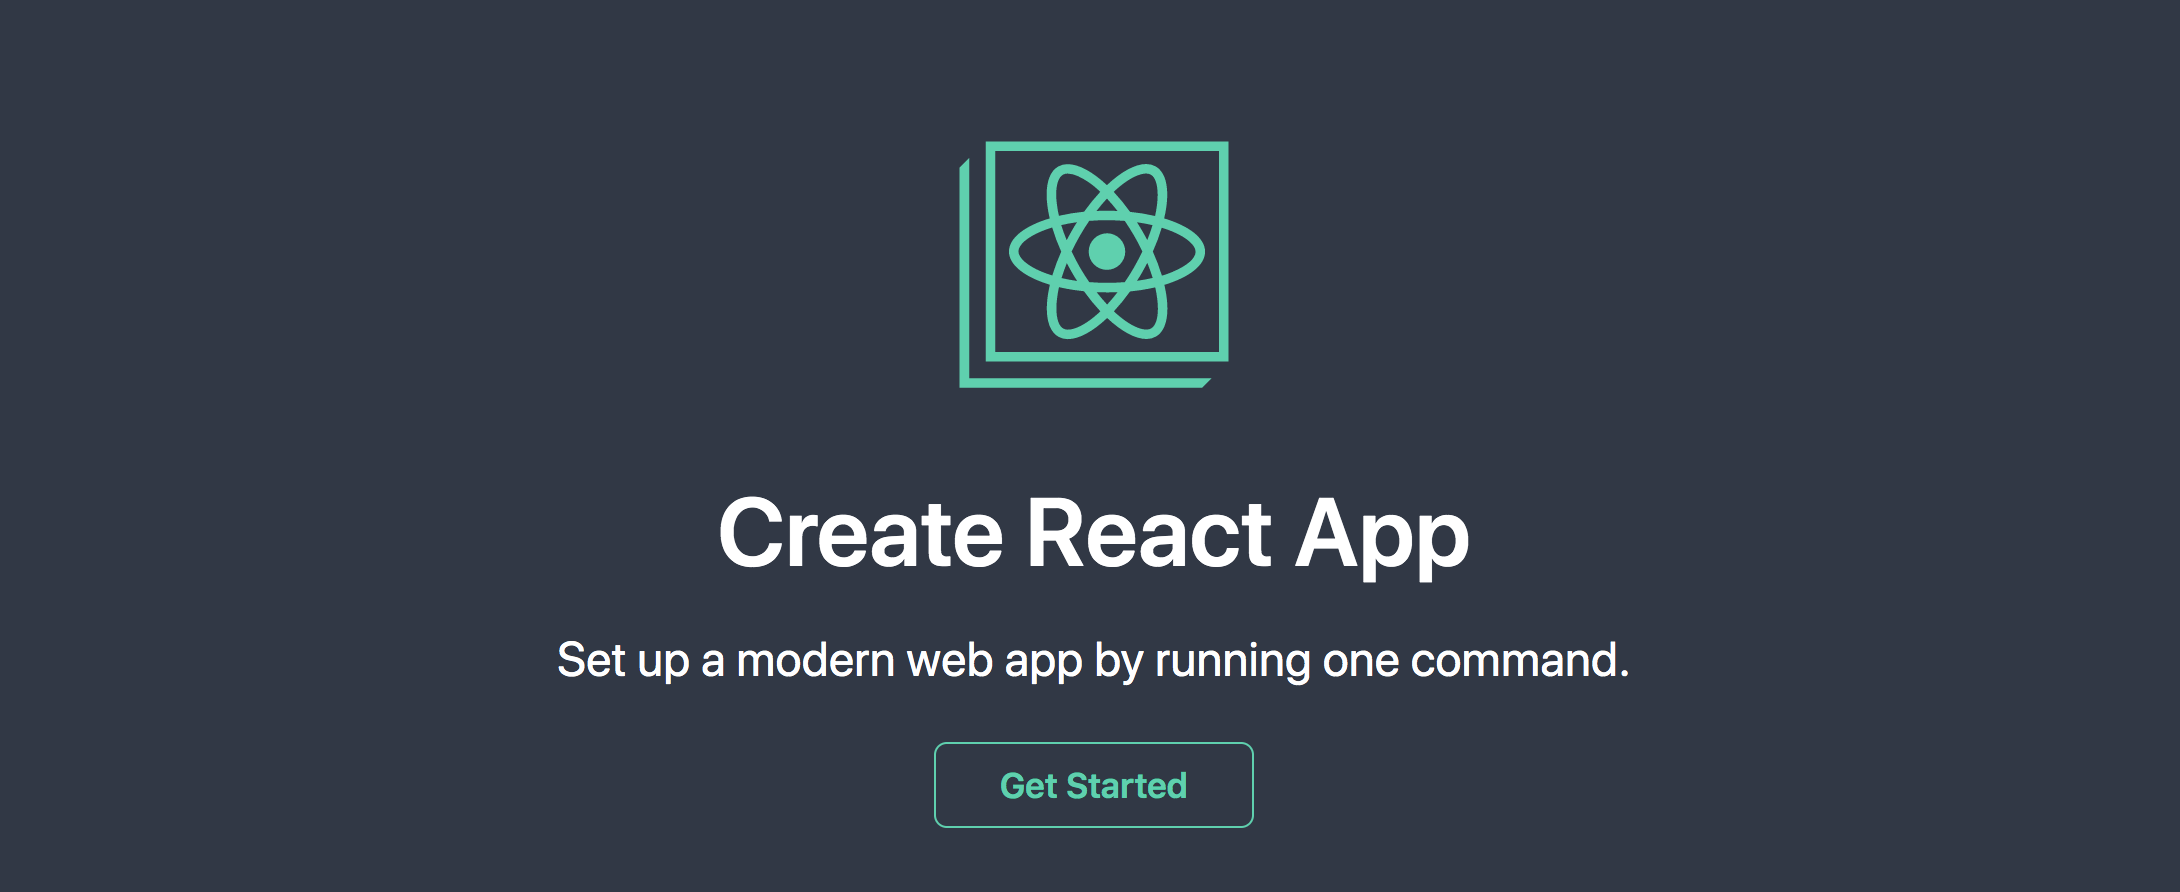 Create React App
Set up a modern web app by running one command.
Get Started